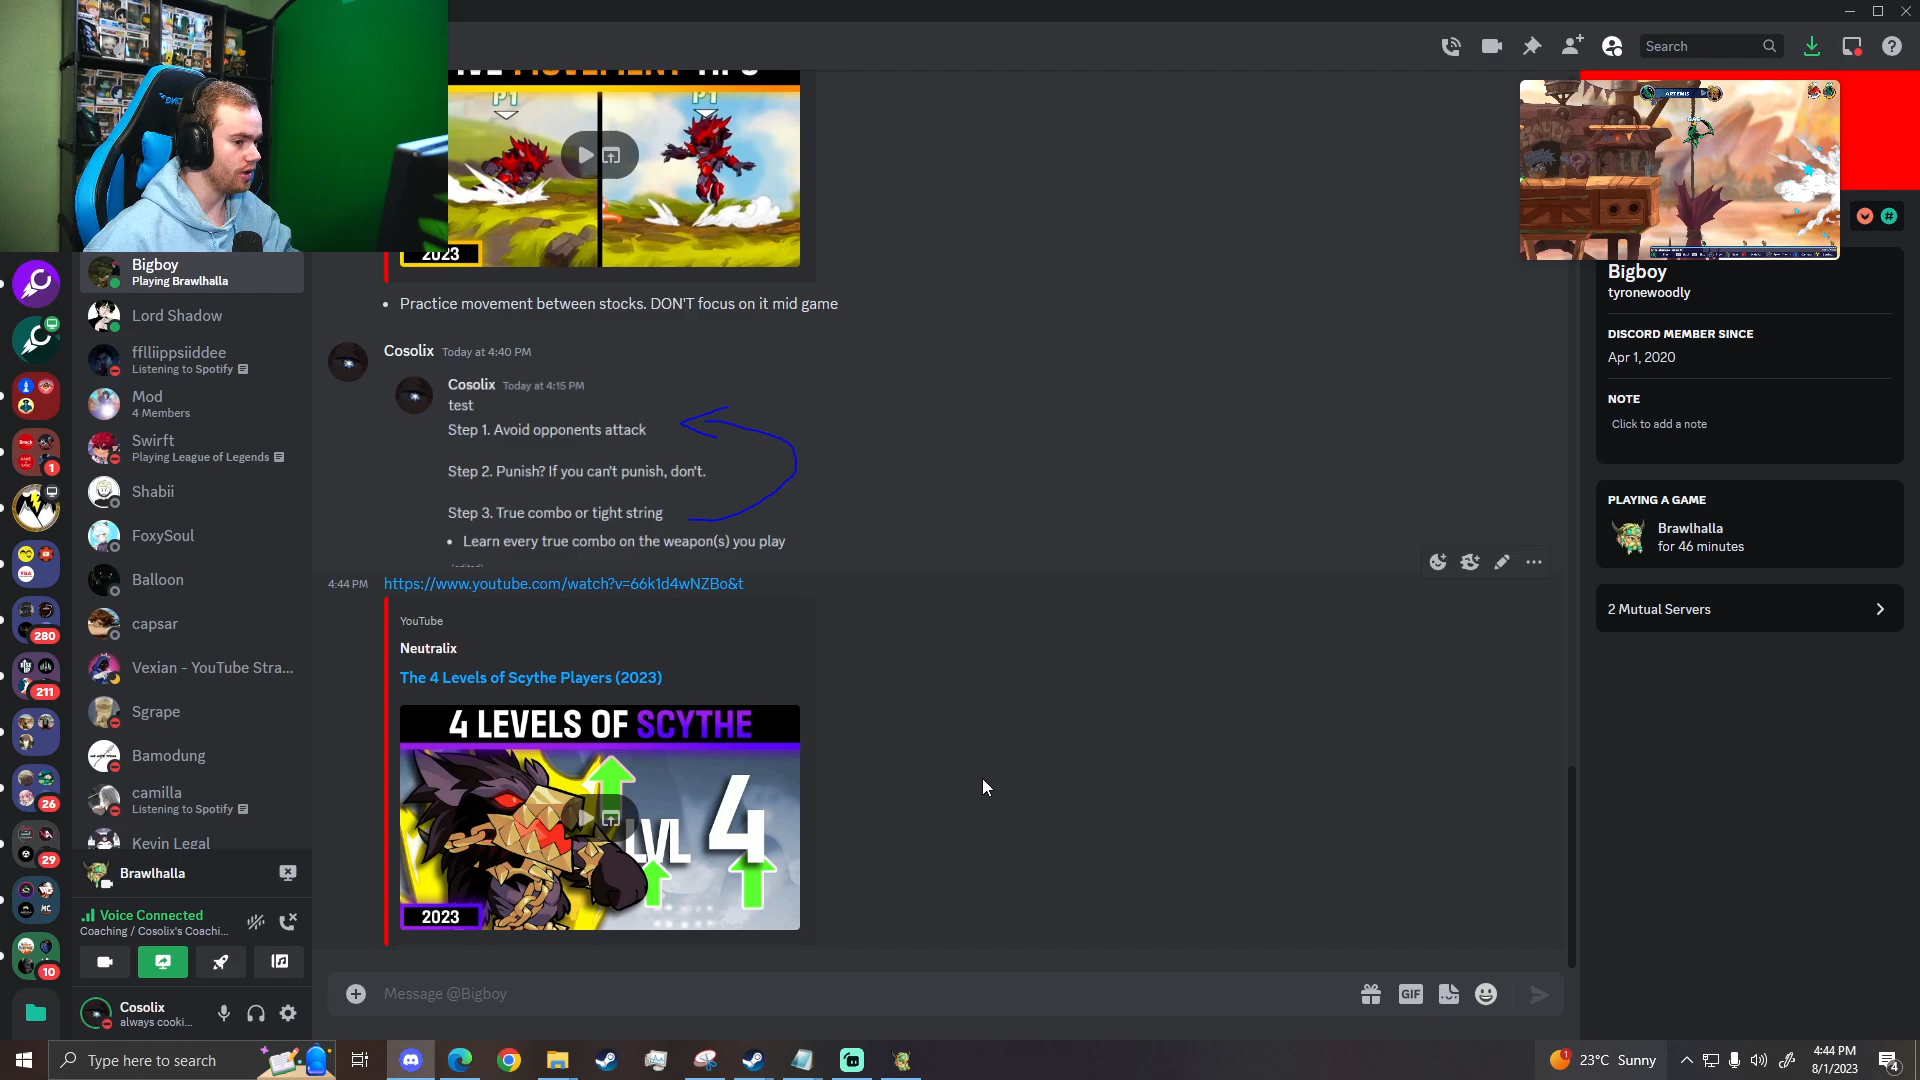 Search
P1
P1
2023
ARTEMIS
Bigboy
Playing Brawlhalla
Lord Shadow
fflliippsiiddee
Listening to Spotify
Mod
4 Members
Swirft
Playing League of Legends
Shabii
FoxySoul
Balloon
capsar
Vexian - YouTube Stra...
Sgrape
Bamodung
camilla
Listening to Spotify
Kevin Legal
1
280
211
26
29
10
Brawlhalla
Voice Connected
Coaching / Cosolix's Coachi...
Cosolix
always cooki...
Practice movement between stocks. DON'T focus on it mid game
Cosolix Today at 4:40 PM
Cosolix Today at 4:15 PM
test
Step 1. Avoid opponents attack
Step 2. Punish? If you can't punish, don't.
Step 3. True combo or tight string
Learn every true combo on the weapon(s) you play
4:44 PM https://www.youtube.com/watch?v=66k1d4wNZBo&t
YouTube
Neutralix
The 4 Levels of Scythe Players (2023)
4 LEVELS OF SCYTHE
LVL 4
2023
Message @Bigboy
GIF
Bigboy
tyronewoodly
DISCORD MEMBER SINCE
Apr 1, 2020
NOTE
Click to add a note
PLAYING A GAME
Brawlhalla
for 46 minutes
2 Mutual Servers
Type here to search
1
23°C Sunny
4:44 PM
8/1/2023
4